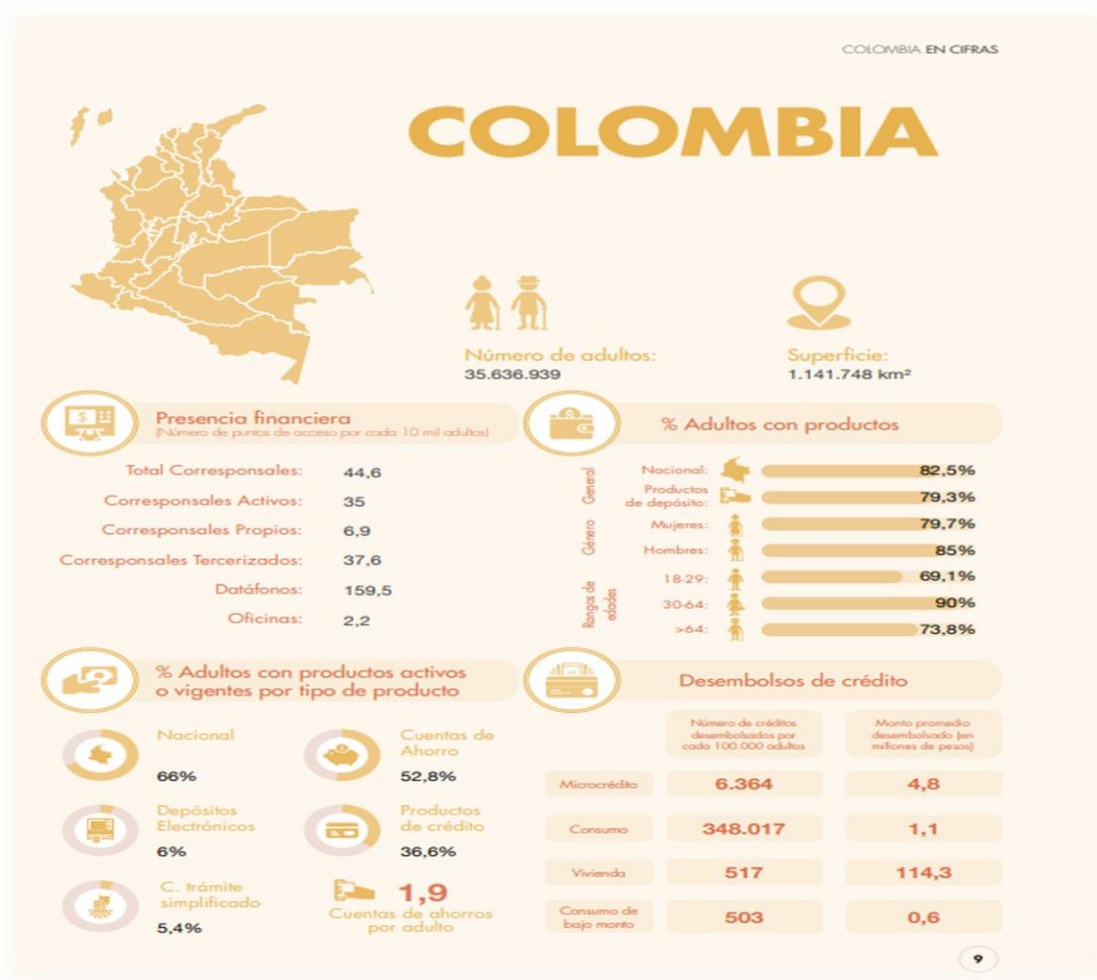 COLOMBIA EN CIFRAS
COLOMBIA
Número de adultos:
35.636.939
Superficie:
1.141.748 km²
Presencia financiera
(Número de puntos de acceso por cada 10 mil adultos)
Total Corresponsales: 44,6
Corresponsales Activos: 35
Corresponsales Propios: 6,9
Corresponsales Tercerizados: 37,6
Datáfonos: 159,5
Oficinas: 2,2
% Adultos con productos
General
Nacional: 82,5%
Productos
de depósito: 79,3%
Género
Mujeres: 79,7%
Hombres: 85%
Rangos de
edades
18-29: 69,1%
30-64: 90%
>64: 73,8%
% Adultos con productos activos
o vigentes por tipo de producto
Nacional
66%
Cuentas de
Ahorro
52,8%
Depósitos
Electrónicos
6%
Productos
de crédito
36,6%
C. trámite
simplificado
5,4%
1,9
Cuentas de ahorros
por adulto
Desembolsos de crédito
Número de créditos
desembolsados por
cada 100.000 adultos
Monto promedio
desembolsado (en
millones de pesos)
Microcrédito 6.364 4,8
Consumo 348.017 1,1
Vivienda 517 114,3
Consumo de
bajo monto 503 0,6
9